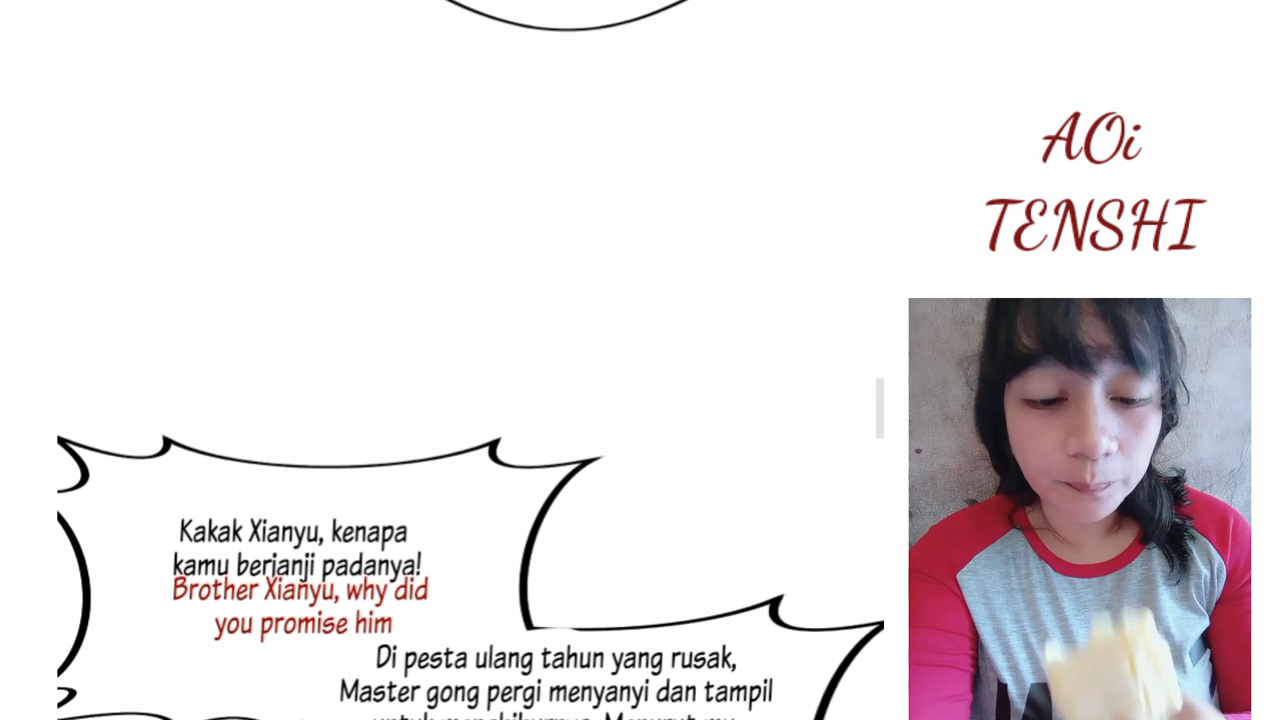 AOi
TENSHI
Kakak Xianyu, kenapa
kamu berjanji padanya!
Brother Xianyu, why did
you promise him
Di pesta ulang tahun yang rusak,
Master gong pergi menyanyi dan tampil